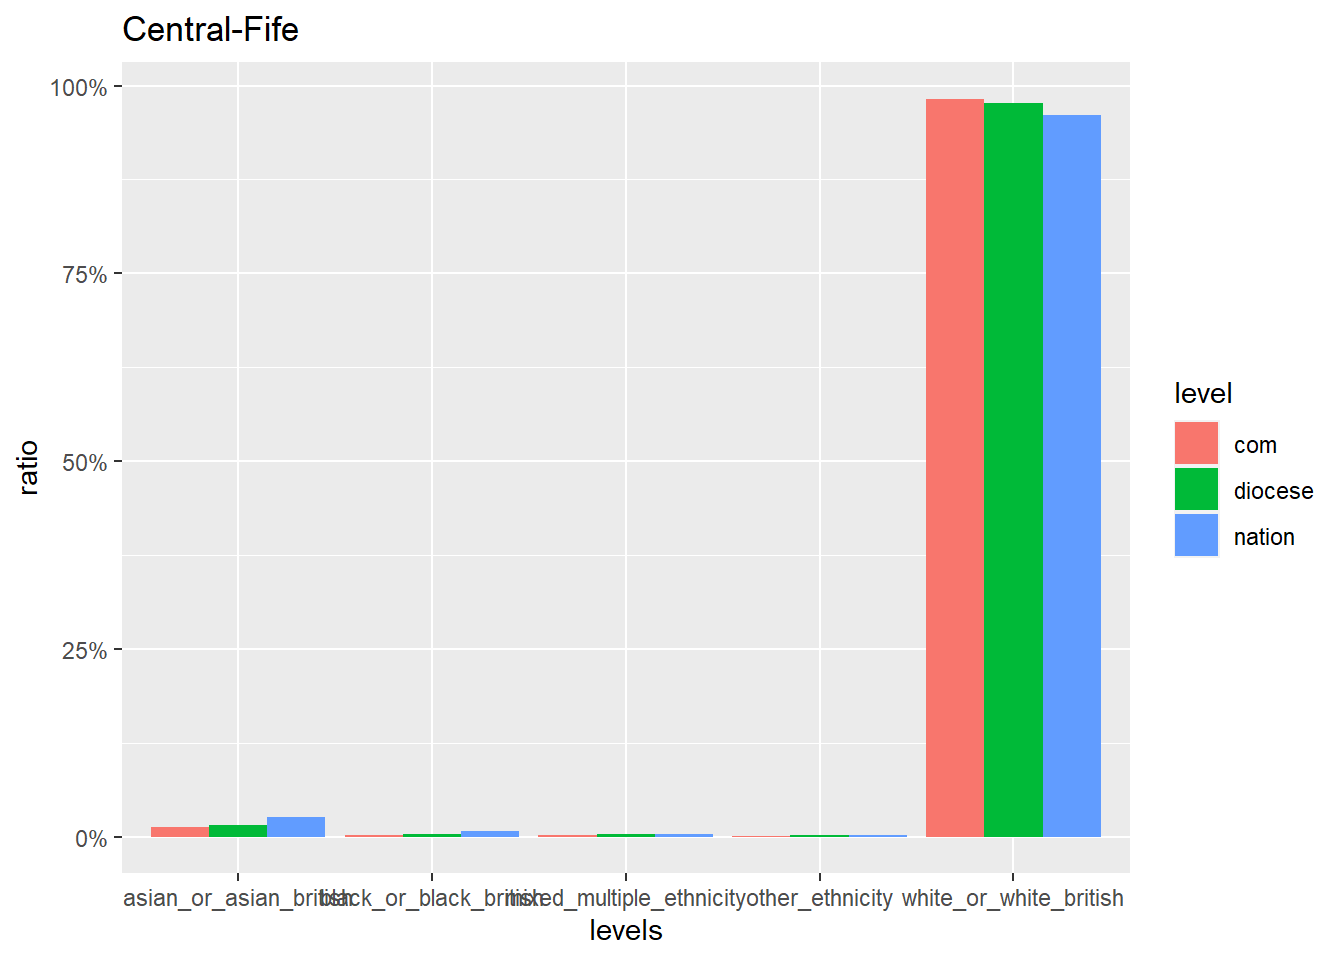 Central-Fife
100%
75%
50%
25%
0%
ratio
asian_or_asian_british black_or_black_british mixed_multiple_ethnicity other_ethnicity white_or_white_british
levels
level
com
diocese
nation